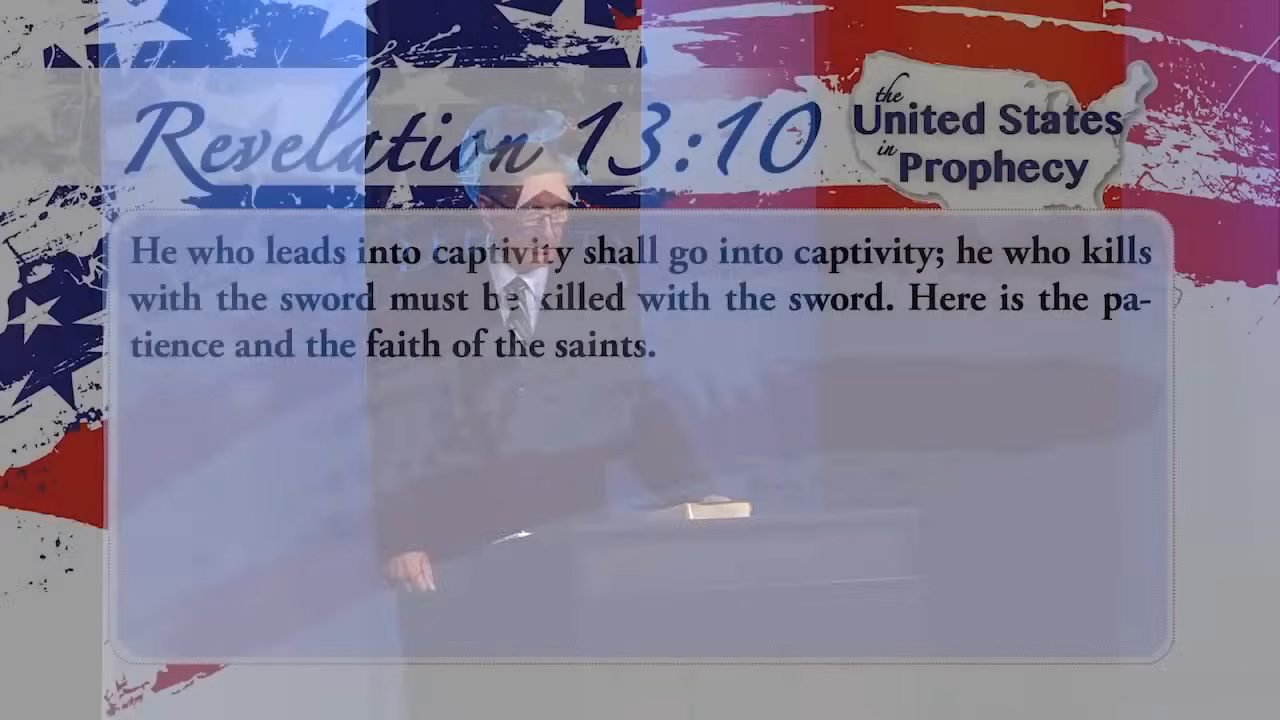 Revelation 13:10
the
United States
in
Prophecy
He who leads into captivity shall go into captivity; he who kills
with the sword must be killed with the sword. Here is the pa-
tience and the faith of the saints.